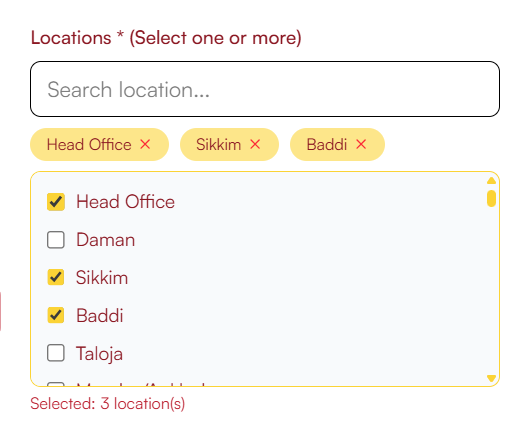 Locations * (Select one or more)
Search location...
Head Office × Sikkim × Baddi ×
Head Office
Daman
Sikkim
Baddi
Taloja
Selected: 3 location(s)